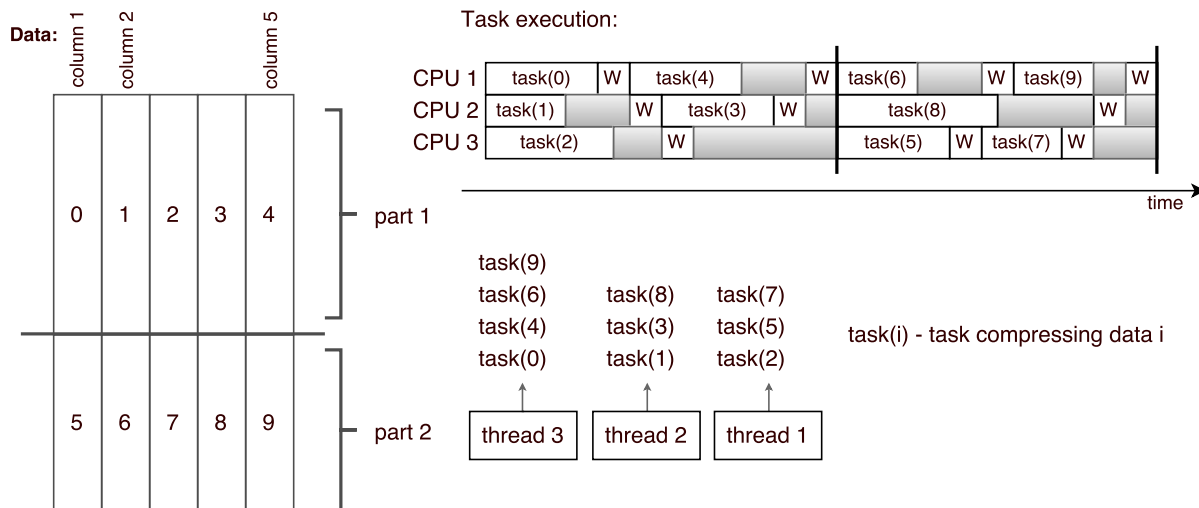 Data:
column 1
column 2
column 5
0 1 2 3 4
part 1
5 6 7 8 9
part 2
Task execution:
CPU 1 task(0) W task(4) W task(6) W task(9) W
CPU 2 task(1) W task(3) W task(8) W
CPU 3 task(2) W task(5) W task(7) W
time
task(9)
task(6) task(8) task(7)
task(4) task(3) task(5)
task(0) task(1) task(2)
thread 3 thread 2 thread 1
task(i) - task compressing data i